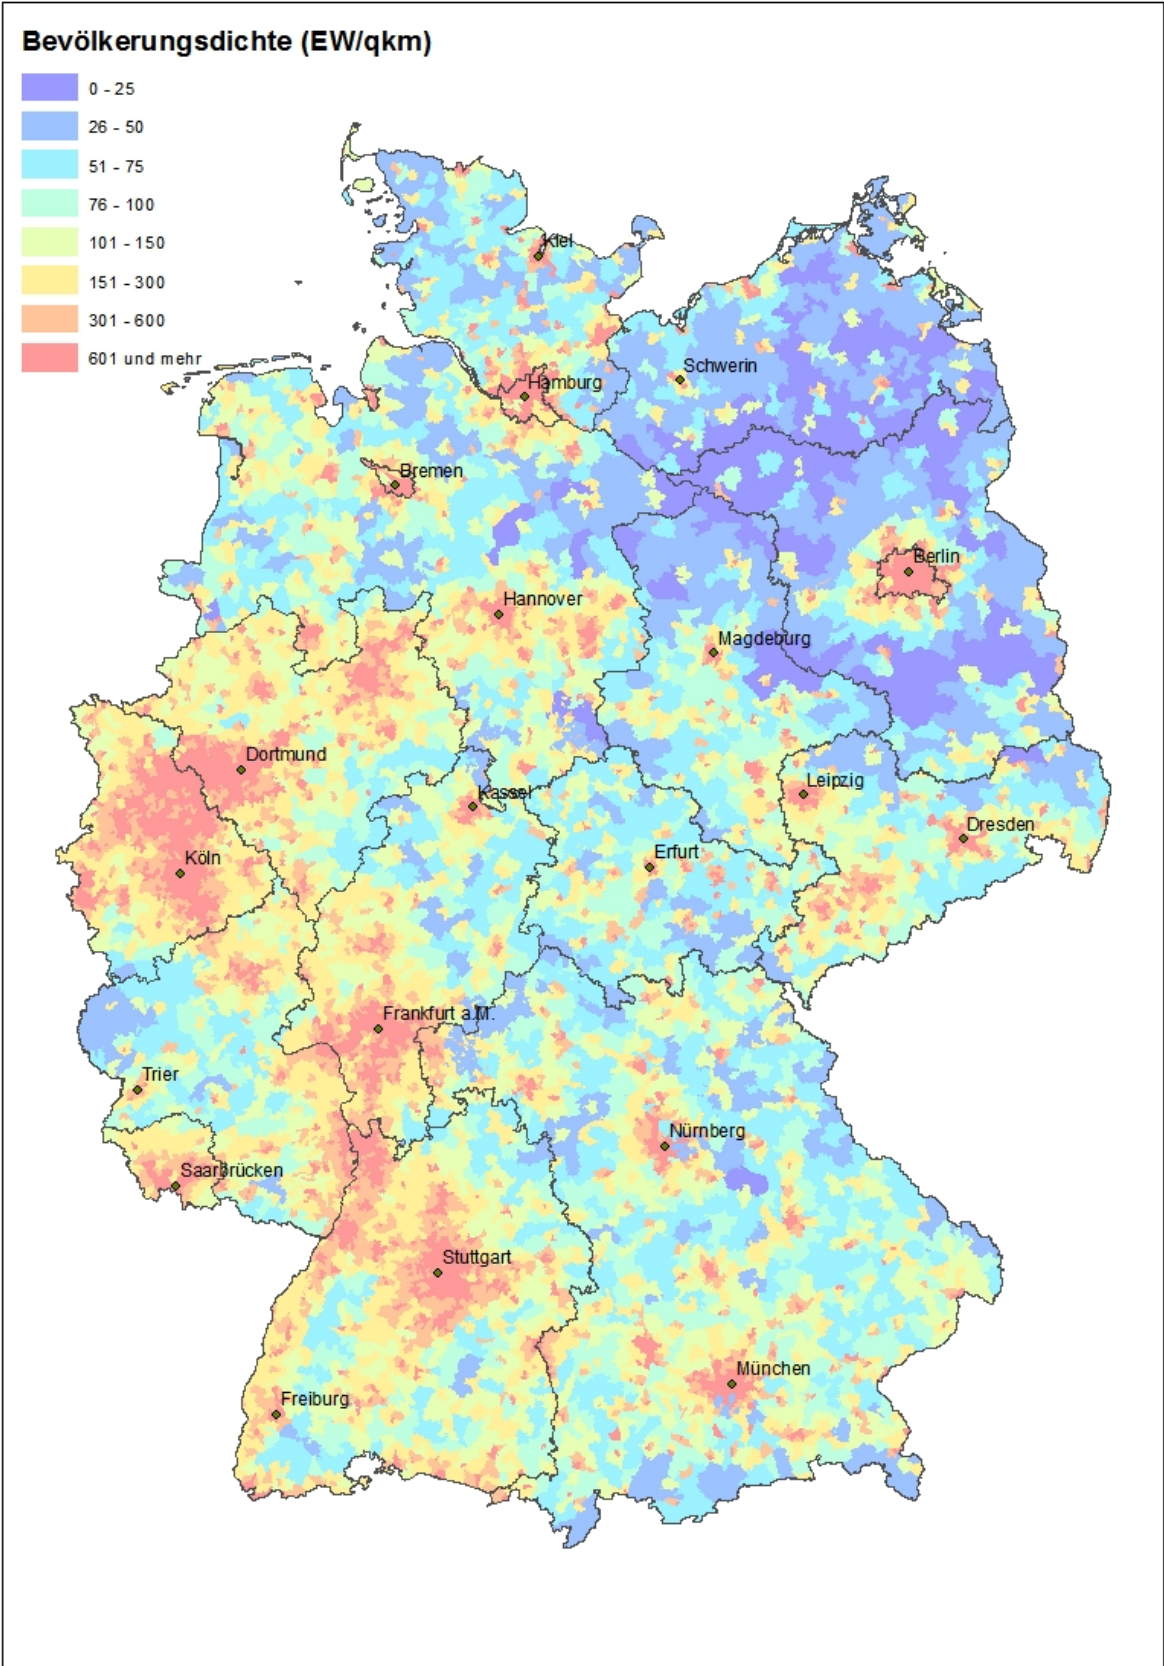 Bevölkerungsdichte (EW/qkm)
0 - 25
26 - 50
51 - 75
76 - 100
101 - 150
151 - 300
301 - 600
601 und mehr
Kiel
Schwerin
Hamburg
Bremen
Berlin
Hannover
Magdeburg
Dortmund
Kassel
Leipzig
Dresden
Köln
Erfurt
Frankfurt a.M.
Trier
Nürnberg
Saarbrücken
Stuttgart
München
Freiburg